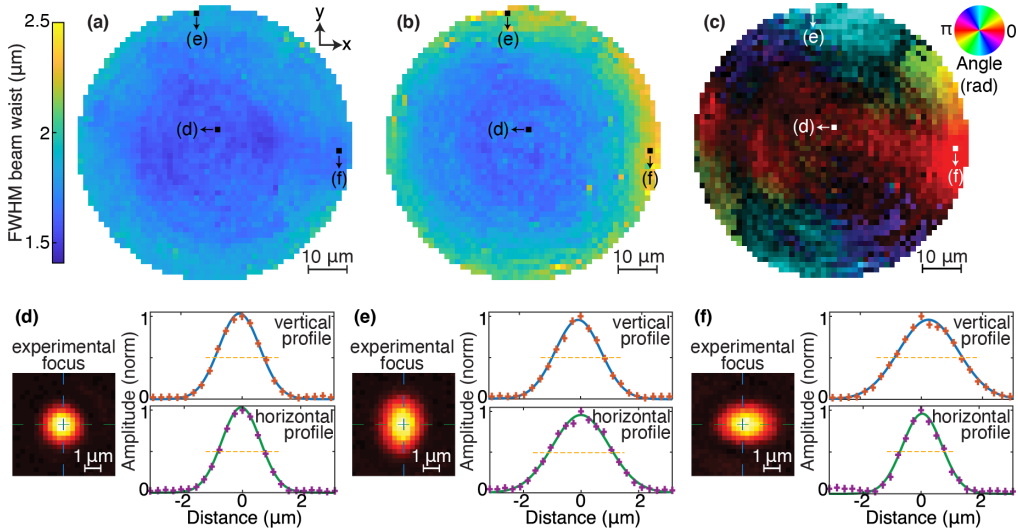 (a)
(b)
(c)
2.5
2
1.5
FWHM beam waist (µm)
y
x
(e)
(d)
(f)
10 µm
(e)
(d)
(f)
10 µm
(e)
(d)
(f)
10 µm
π
0
Angle
(rad)
(d)
experimental
focus
1 µm
Amplitude (norm)
1
0
vertical
profile
1
0
horizontal
profile
-2
0
2
Distance (µm)
(e)
experimental
focus
1 µm
Amplitude (norm)
1
0
vertical
profile
1
0
horizontal
profile
-2
0
2
Distance (µm)
(f)
experimental
focus
1 µm
Amplitude (norm)
1
0
vertical
profile
1
0
horizontal
profile
-2
0
2
Distance (µm)